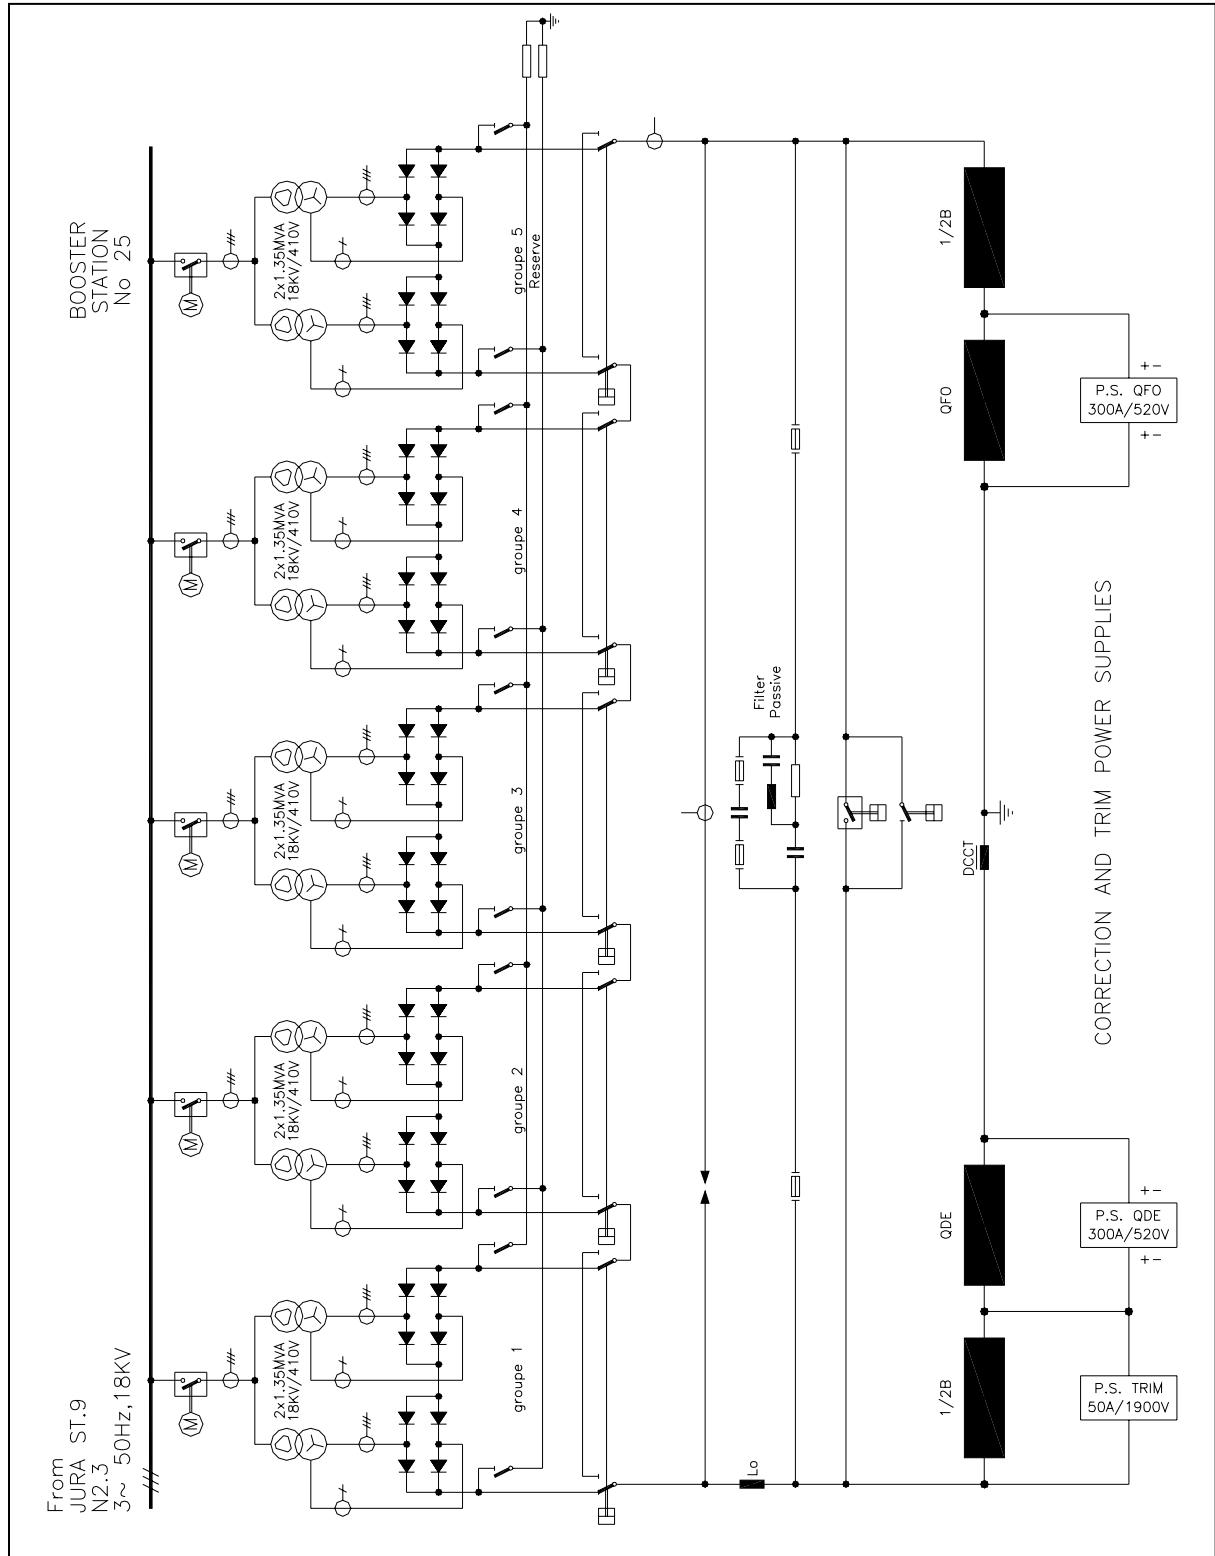 From
JURA ST.9
N2.3
3~ 50Hz,18KV
BOOSTER
STATION
No 25
M
2x1.35MVA
18KV/410V
groupe 1
M
2x1.35MVA
18KV/410V
groupe 2
M
2x1.35MVA
18KV/410V
groupe 3
M
2x1.35MVA
18KV/410V
groupe 4
M
2x1.35MVA
18KV/410V
groupe 5
Reserve
Lo
Filter
Passive
1/2B
QDE
DCCT
QFO
1/2B
P.S. TRIM
50A/1900V
+ -
P.S. QDE
300A/520V
+ -
+ -
P.S. QFO
300A/520V
+ -
CORRECTION AND TRIM POWER SUPPLIES